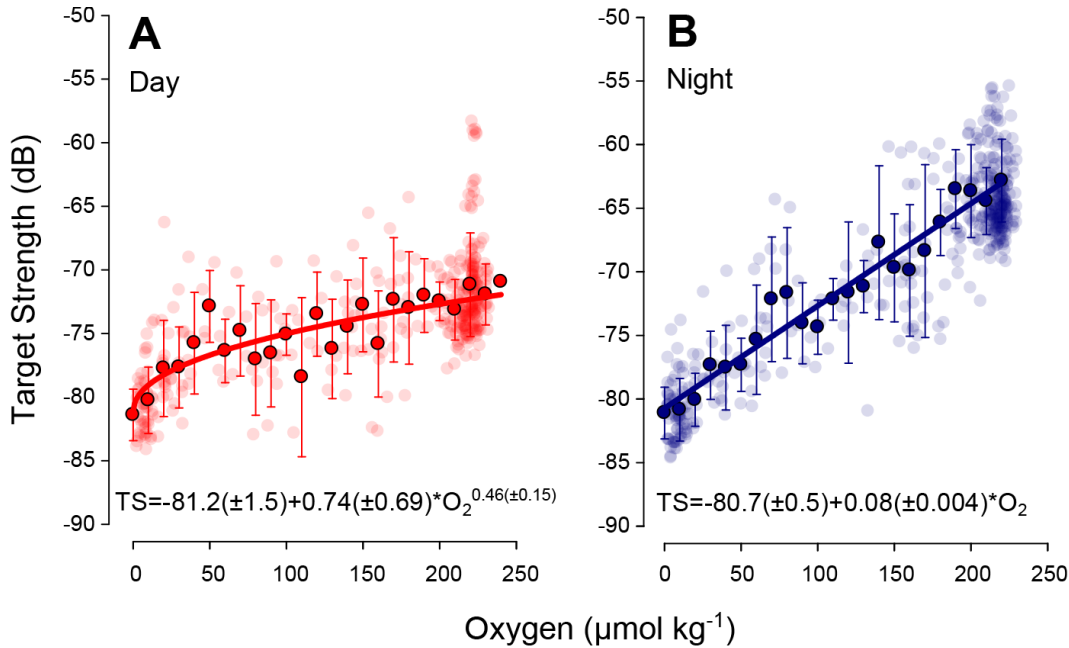 A
Day
-50
-55
-60
-65
-70
-75
-80
-85
-90
Target Strength (dB)
TS=-81.2(±1.5)+0.74(±0.69)*O₂^0.46(±0.15)
0 50 100 150 200 250
B
Night
-50
-55
-60
-65
-70
-75
-80
-85
-90
TS=-80.7(±0.5)+0.08(±0.004)*O₂
0 50 100 150 200 250
Oxygen (µmol kg⁻¹)